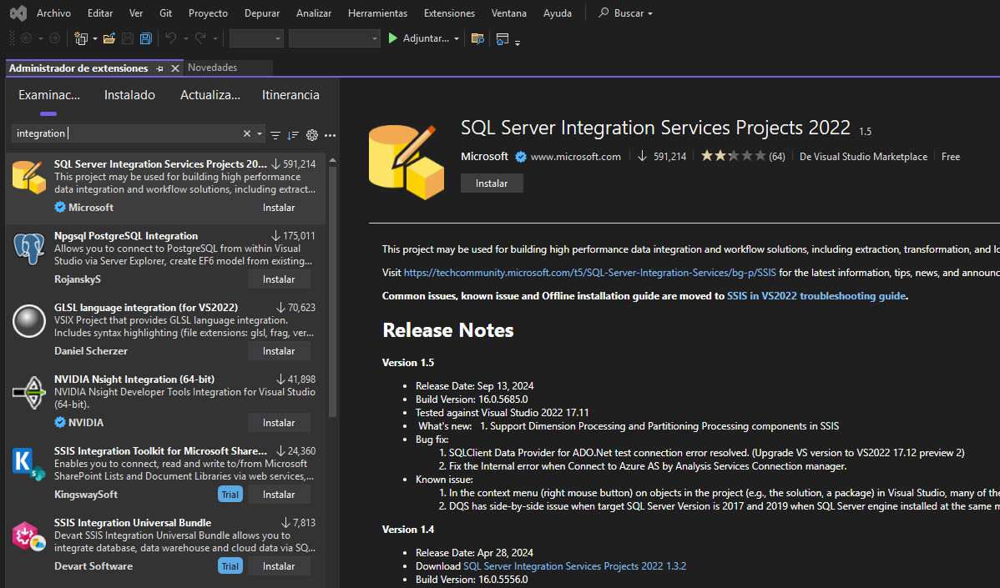 Archivo Editar Ver Git Proyecto Depurar Analizar Herramientas Extensiones Ventana Ayuda Buscar
Adjuntar...
Administrador de extensiones Novedades
Examinac... Instalado Actualiza... Itinerancia
integration
SQL Server Integration Services Projects 20... 591,214
This project may be used for building high performance
data integration and workflow solutions, including extract...
Microsoft Instalar
Npgsql PostgreSQL Integration 175,011
Allows you to connect to PostgreSQL from within Visual
Studio via Server Explorer, create EF6 model from existing...
RojanskyS Instalar
GLSL language integration (for VS2022) 70,623
VSIX Project that provides GLSL language integration.
Includes syntax highlighting (file extensions: glsl, frag, ver...
Daniel Scherzer Instalar
NVIDIA Nsight Integration (64-bit) 41,898
NVIDIA Nsight Developer Tools Integration for Visual Studio
(64-bit).
NVIDIA Instalar
K
SSIS Integration Toolkit for Microsoft Share... 24,360
Enables you to connect, read and write to/from Microsoft
SharePoint Lists and Document Libraries via web services,...
KingswaySoft Trial Instalar
SSIS Integration Universal Bundle 7,813
Devart SSIS Integration Universal Bundle allows you to
integrate database, data warehouse and cloud data via SQ...
Devart Software Trial Instalar
SQL Server Integration Services Projects 2022 1.5
Microsoft www.microsoft.com 591,214 (64) De Visual Studio Marketplace Free
Instalar
This project may be used for building high performance data integration and workflow solutions, including extraction, transformation, and lo
Visit https://techcommunity.microsoft.com/t5/SQL-Server-Integration-Services/bg-p/SSIS for the latest information, tips, news, and announc
Common issues, known issue and Offline installation guide are moved to SSIS in VS2022 troubleshooting guide.
Release Notes
Version 1.5
• Release Date: Sep 13, 2024
• Build Version: 16.0.5685.0
• Tested against Visual Studio 2022 17.11
• What's new: 1. Support Dimension Processing and Partitioning Processing components in SSIS
• Bug fix:
1. SQLClient Data Provider for ADO.Net test connection error resolved. (Upgrade VS version to VS2022 17.12 preview 2)
2. Fix the Internal error when Connect to Azure AS by Analysis Services Connection manager.
• Known issue:
1. In the context menu (right mouse button) on objects in the project (e.g., the solution, a package) in Visual Studio, many of the
2. DQS has side-by-side issue when target SQL Server Version is 2017 and 2019 when SQL Server engine installed at the same m
Version 1.4
• Release Date: Apr 28, 2024
• Download SQL Server Integration Services Projects 2022 1.3.2
• Build Version: 16.0.5556.0